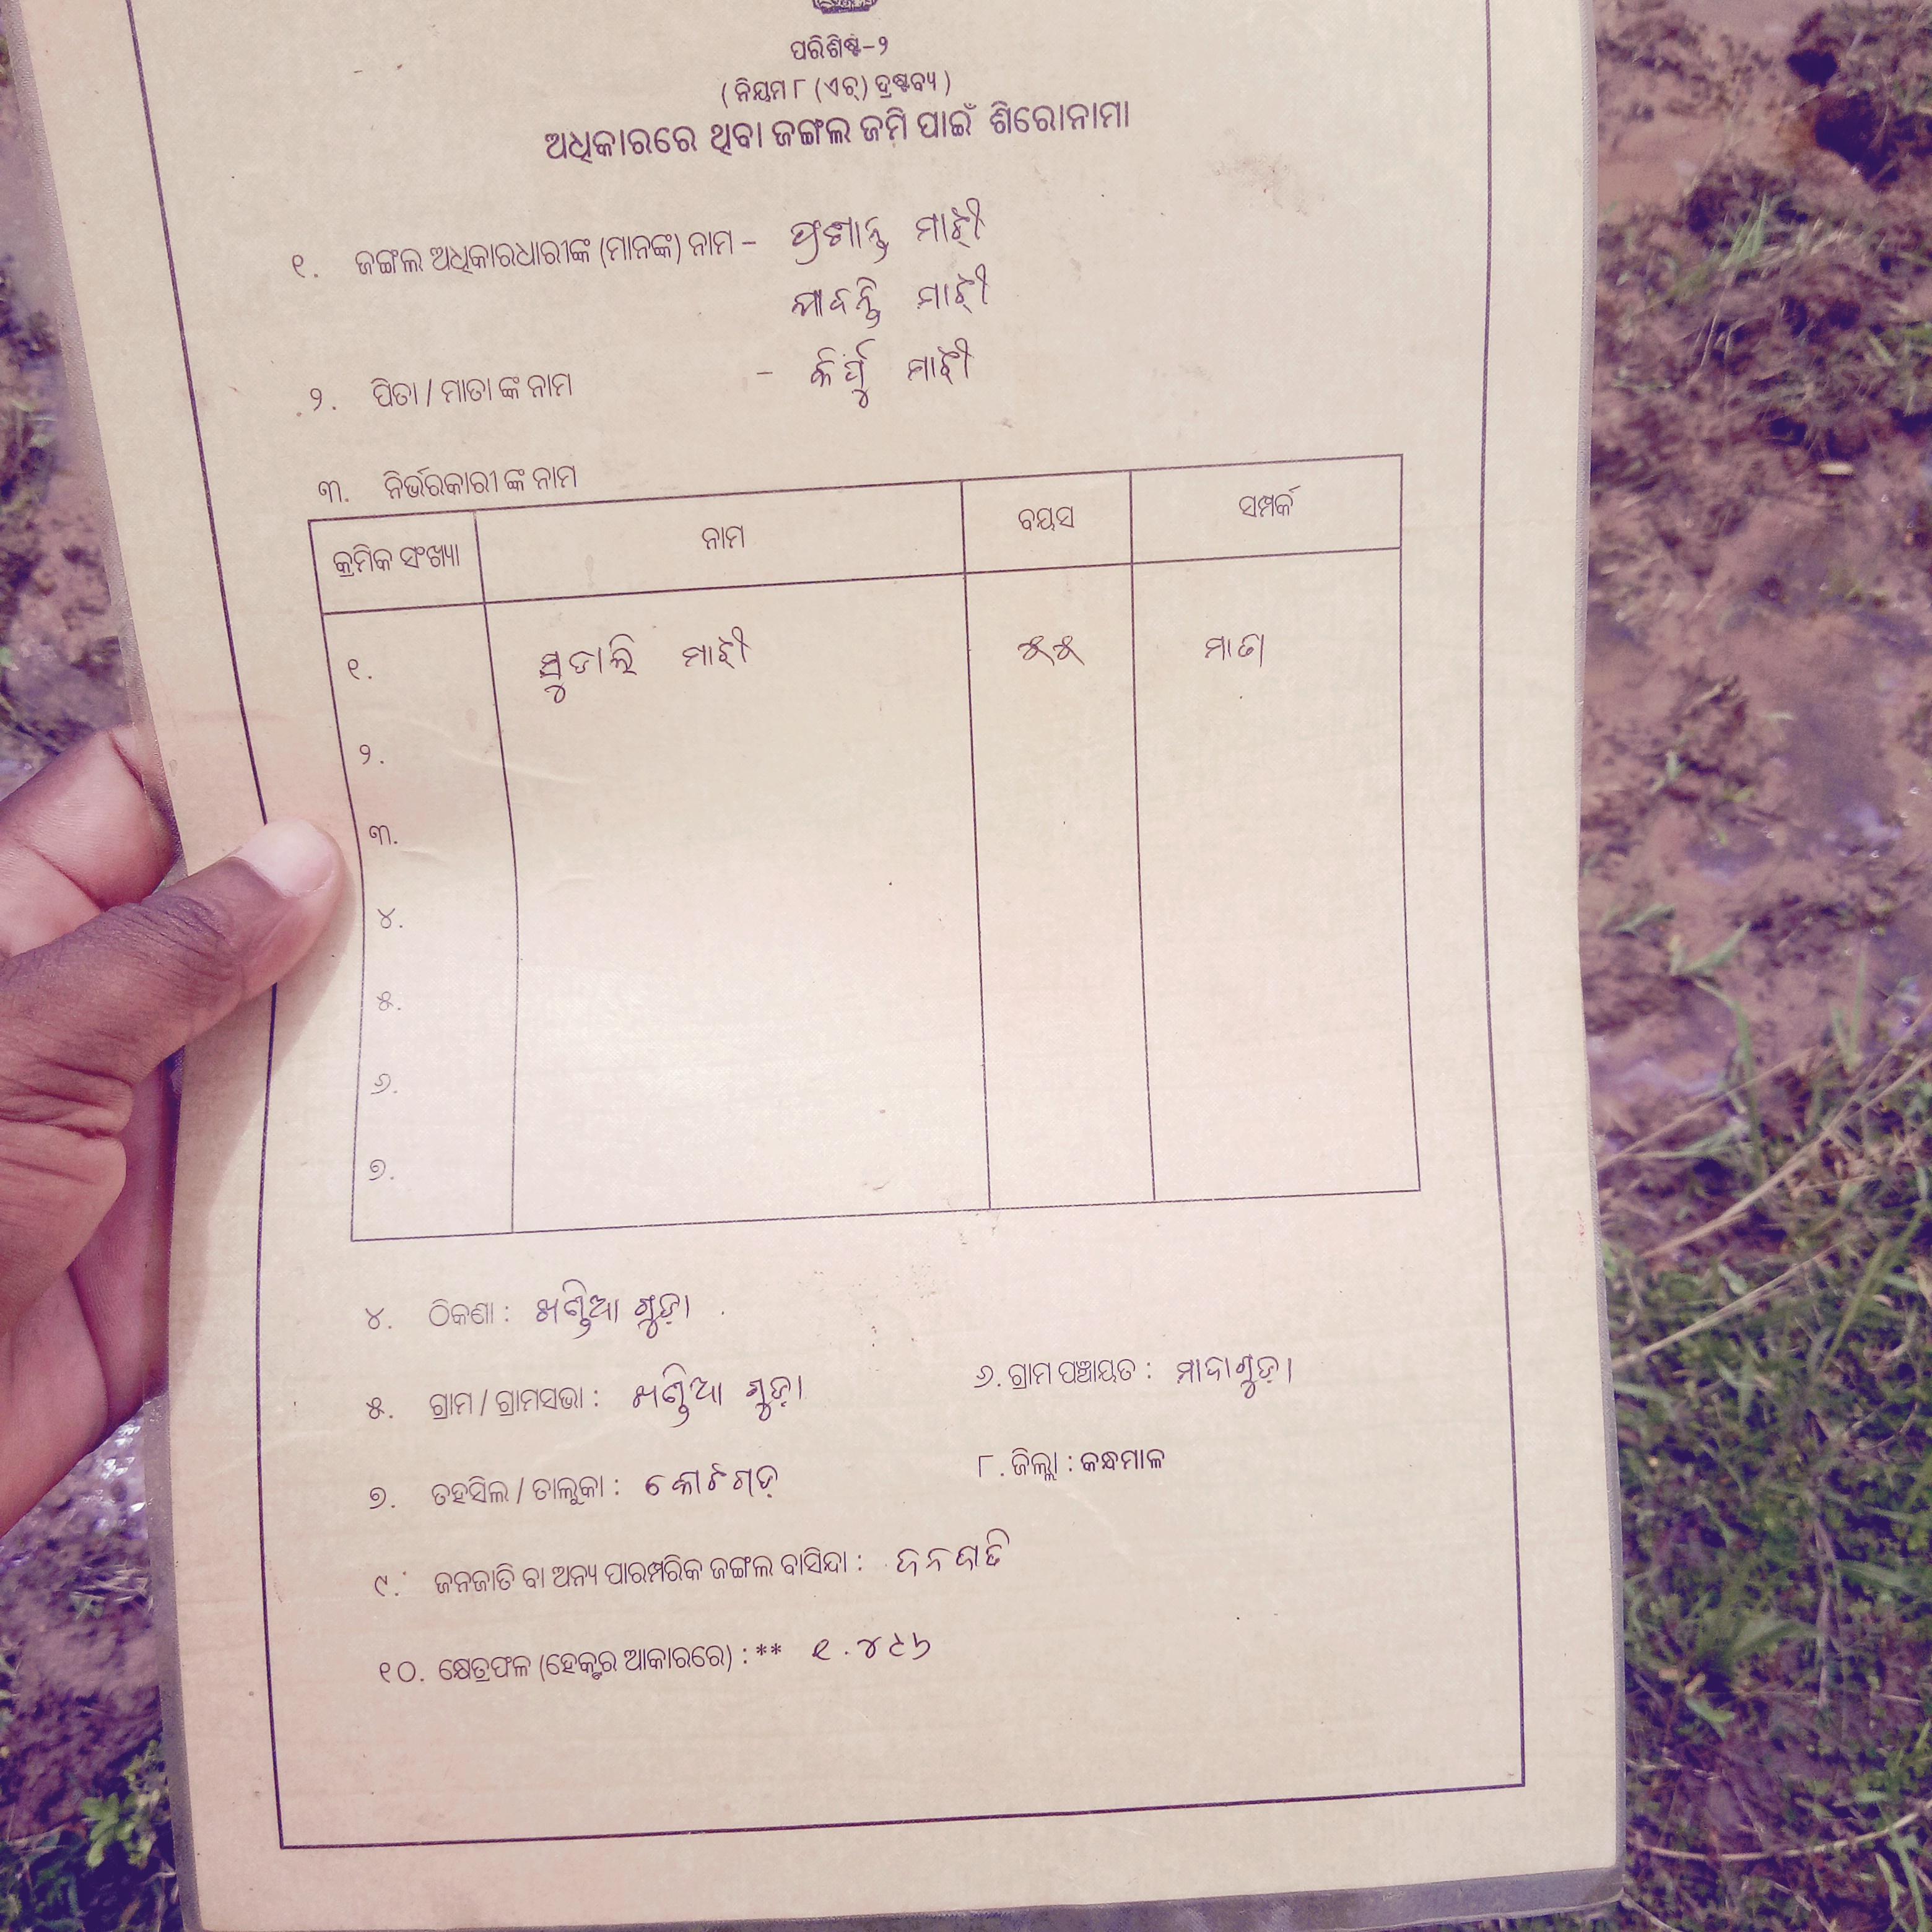 ପରିଶିଷ୍ଟ-୨
( ନିୟମ ୮ (ଏଚ୍) ଦ୍ରଷ୍ଟବ୍ୟ )
ଅଧିକାରରେ ଥିବା ଜଙ୍ଗଲ ଜମି ପାଇଁ ଶିରୋନାମା
୧. ଜଙ୍ଗଲ ଅଧିକାରଧାରୀଙ୍କ (ମାନଙ୍କ) ନାମ - ପ୍ରଶାନ୍ତ ମାଝୀ
ମାଝୀ
୨. ପିତା / ମାତା ଙ୍କ ନାମ - ମାଝୀ
୩. ନିର୍ଭରକାରୀ ଙ୍କ ନାମ
କ୍ରମିକ ସଂଖ୍ୟା ନାମ ବୟସ ସମ୍ପର୍କ
୧. ସୁଡାଲି ମାଝୀ ୫୫ ମାତା
୨.
୩.
୪.
୫.
୬.
୭.
୪. ଠିକଣା : ଖଣ୍ଡିଆ ଗୁଡ଼ା
୫. ଗ୍ରାମ / ଗ୍ରାମସଭା : ଖଣ୍ଡିଆ ଗୁଡ଼ା ୬. ଗ୍ରାମ ପଞ୍ଚାୟତ : ମାଦାଗୁଡ଼ା
୭. ତହସିଲ / ତାଲୁକା : କୋଟଗଡ଼ ୮. ଜିଲ୍ଲା : କନ୍ଧମାଳ
୯. ଜନଜାତି ବା ଅନ୍ୟ ପାରମ୍ପରିକ ଜଙ୍ଗଲ ବାସିନ୍ଦା : ଜନଜାତି
୧୦. କ୍ଷେତ୍ରଫଳ (ହେକ୍ଟର ଆକାରରେ) : ** ୧.୪୯୬